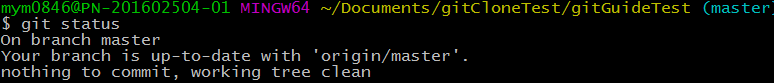 mym0846@PN-201602504-01 MINGW64 ~/Documents/gitCloneTest/gitGuideTest (master)
$ git status
On branch master
Your branch is up-to-date with 'origin/master'.
nothing to commit, working tree clean